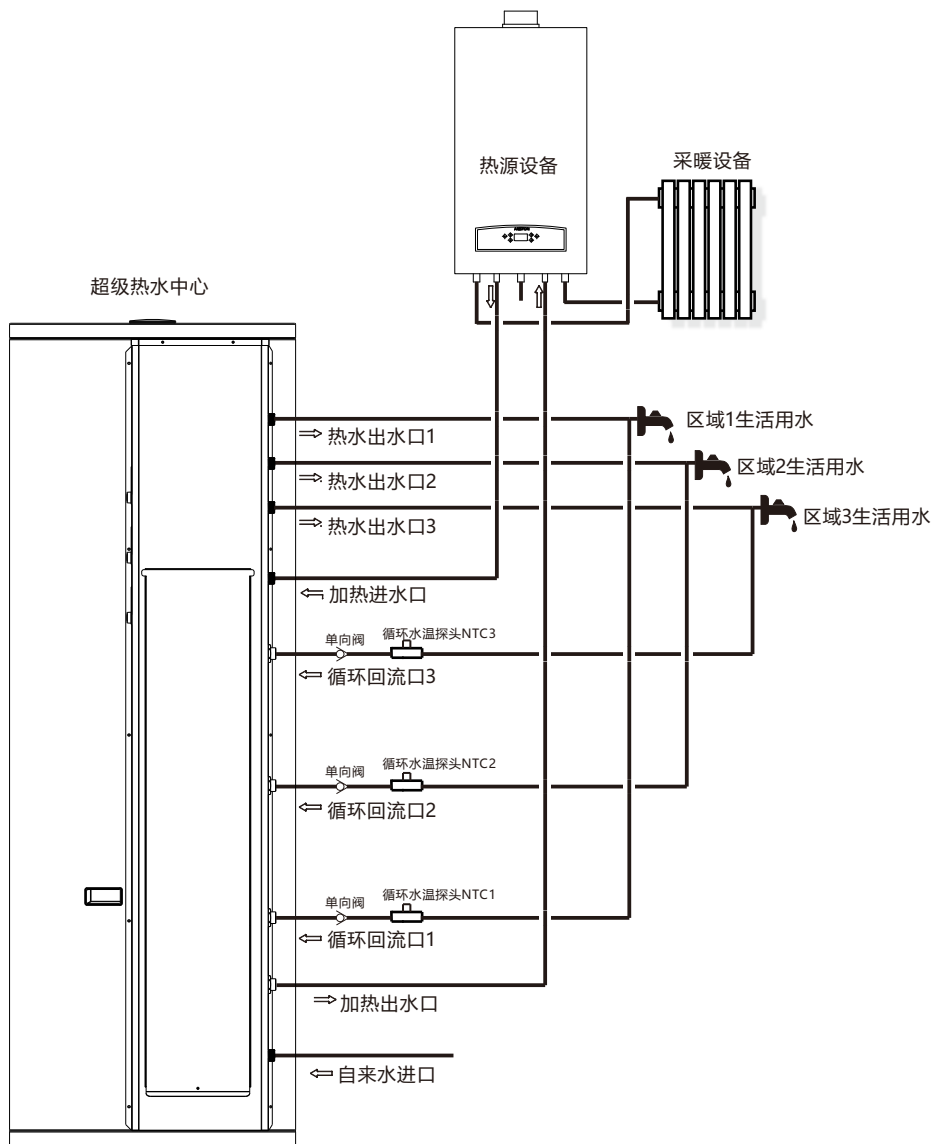 热源设备
采暖设备
超级热水中心
区域1生活用水
热水出水口1
区域2生活用水
热水出水口2
区域3生活用水
热水出水口3
加热进水口
单向阀
循环水温探头NTC3
循环回流口3
单向阀
循环水温探头NTC2
循环回流口2
单向阀
循环水温探头NTC1
循环回流口1
加热出水口
自来水进口